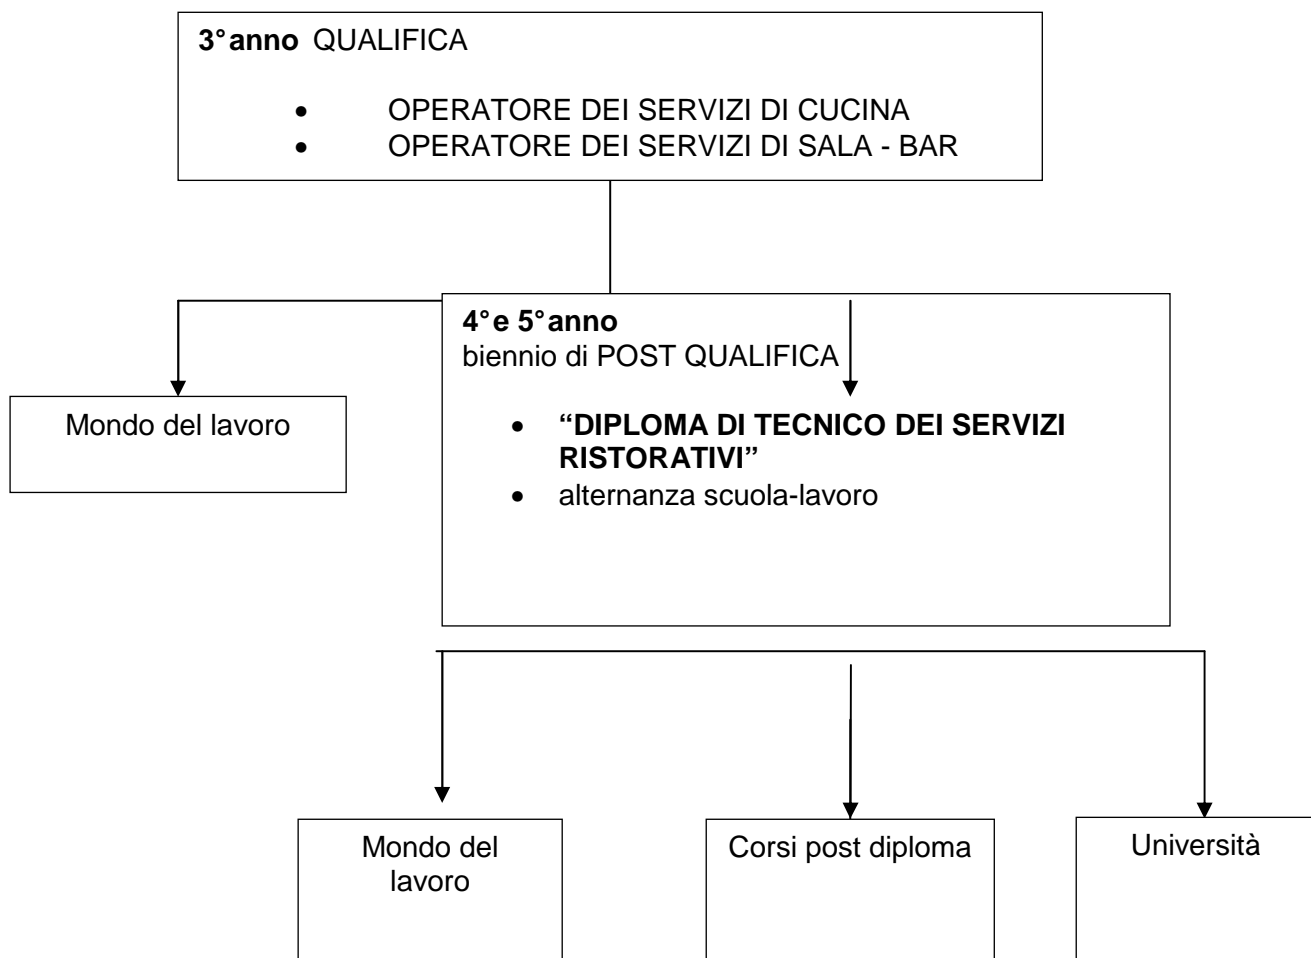 3° anno QUALIFICA
• OPERATORE DEI SERVIZI DI CUCINA
• OPERATORE DEI SERVIZI DI SALA - BAR
4° e 5° anno
biennio di POST QUALIFICA
Mondo del lavoro
• “DIPLOMA DI TECNICO DEI SERVIZI
RISTORATIVI”
• alternanza scuola-lavoro
Mondo del
lavoro
Corsi post diploma
Università